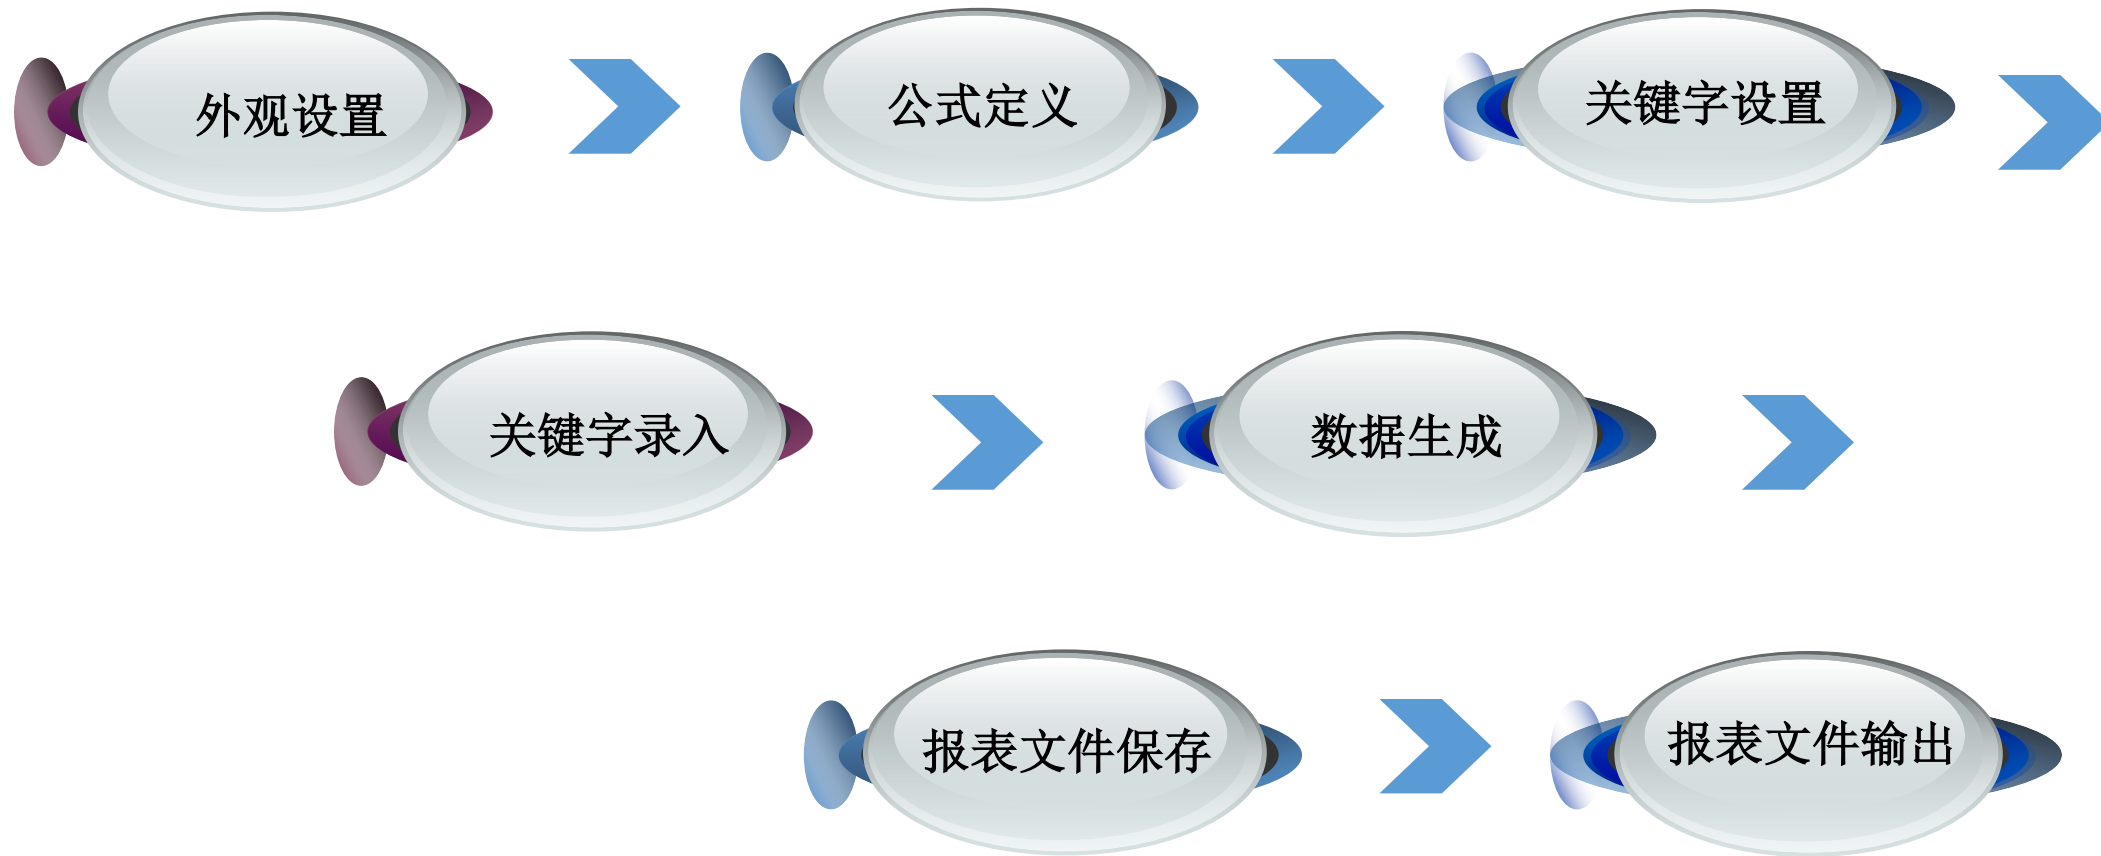 外观设置
公式定义
关键字设置
关键字录入
数据生成
报表文件保存
报表文件输出